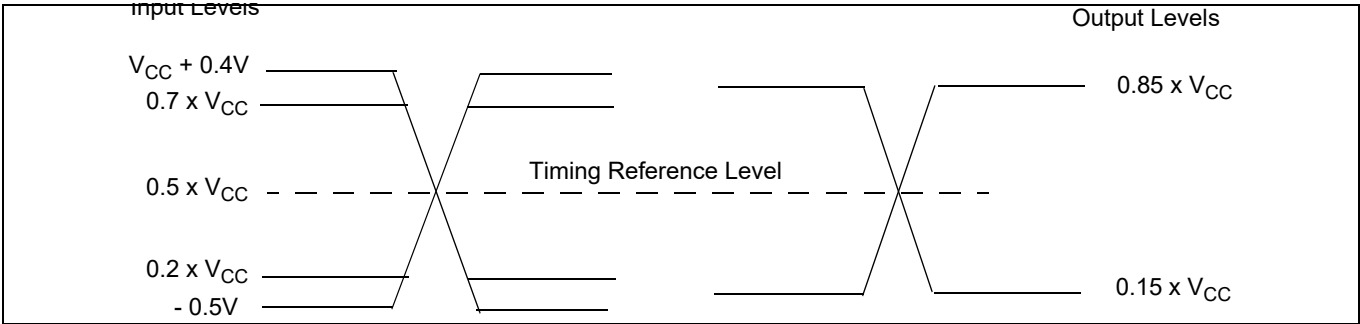 Input Levels
Output Levels
V_CC + 0.4V
0.7 x V_CC
0.85 x V_CC
0.5 x V_CC
Timing Reference Level
0.2 x V_CC
- 0.5V
0.15 x V_CC